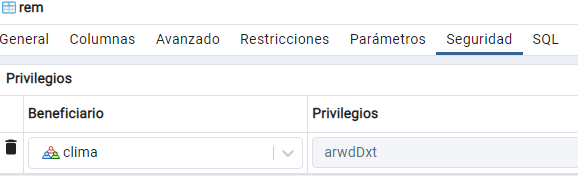 rem
General Columnas Avanzado Restricciones Parámetros Seguridad SQL
Privilegios
Beneficiario Privilegios
clima arwdDxt